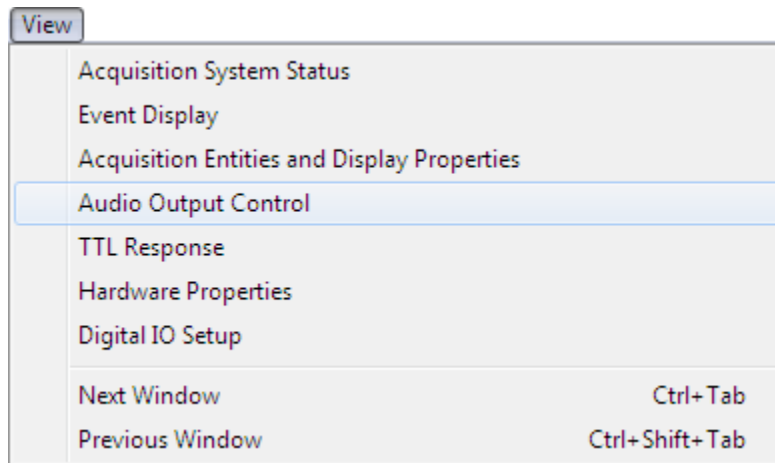 View
Acquisition System Status
Event Display
Acquisition Entities and Display Properties
Audio Output Control
TTL Response
Hardware Properties
Digital IO Setup
Next Window Ctrl+Tab
Previous Window Ctrl+Shift+Tab